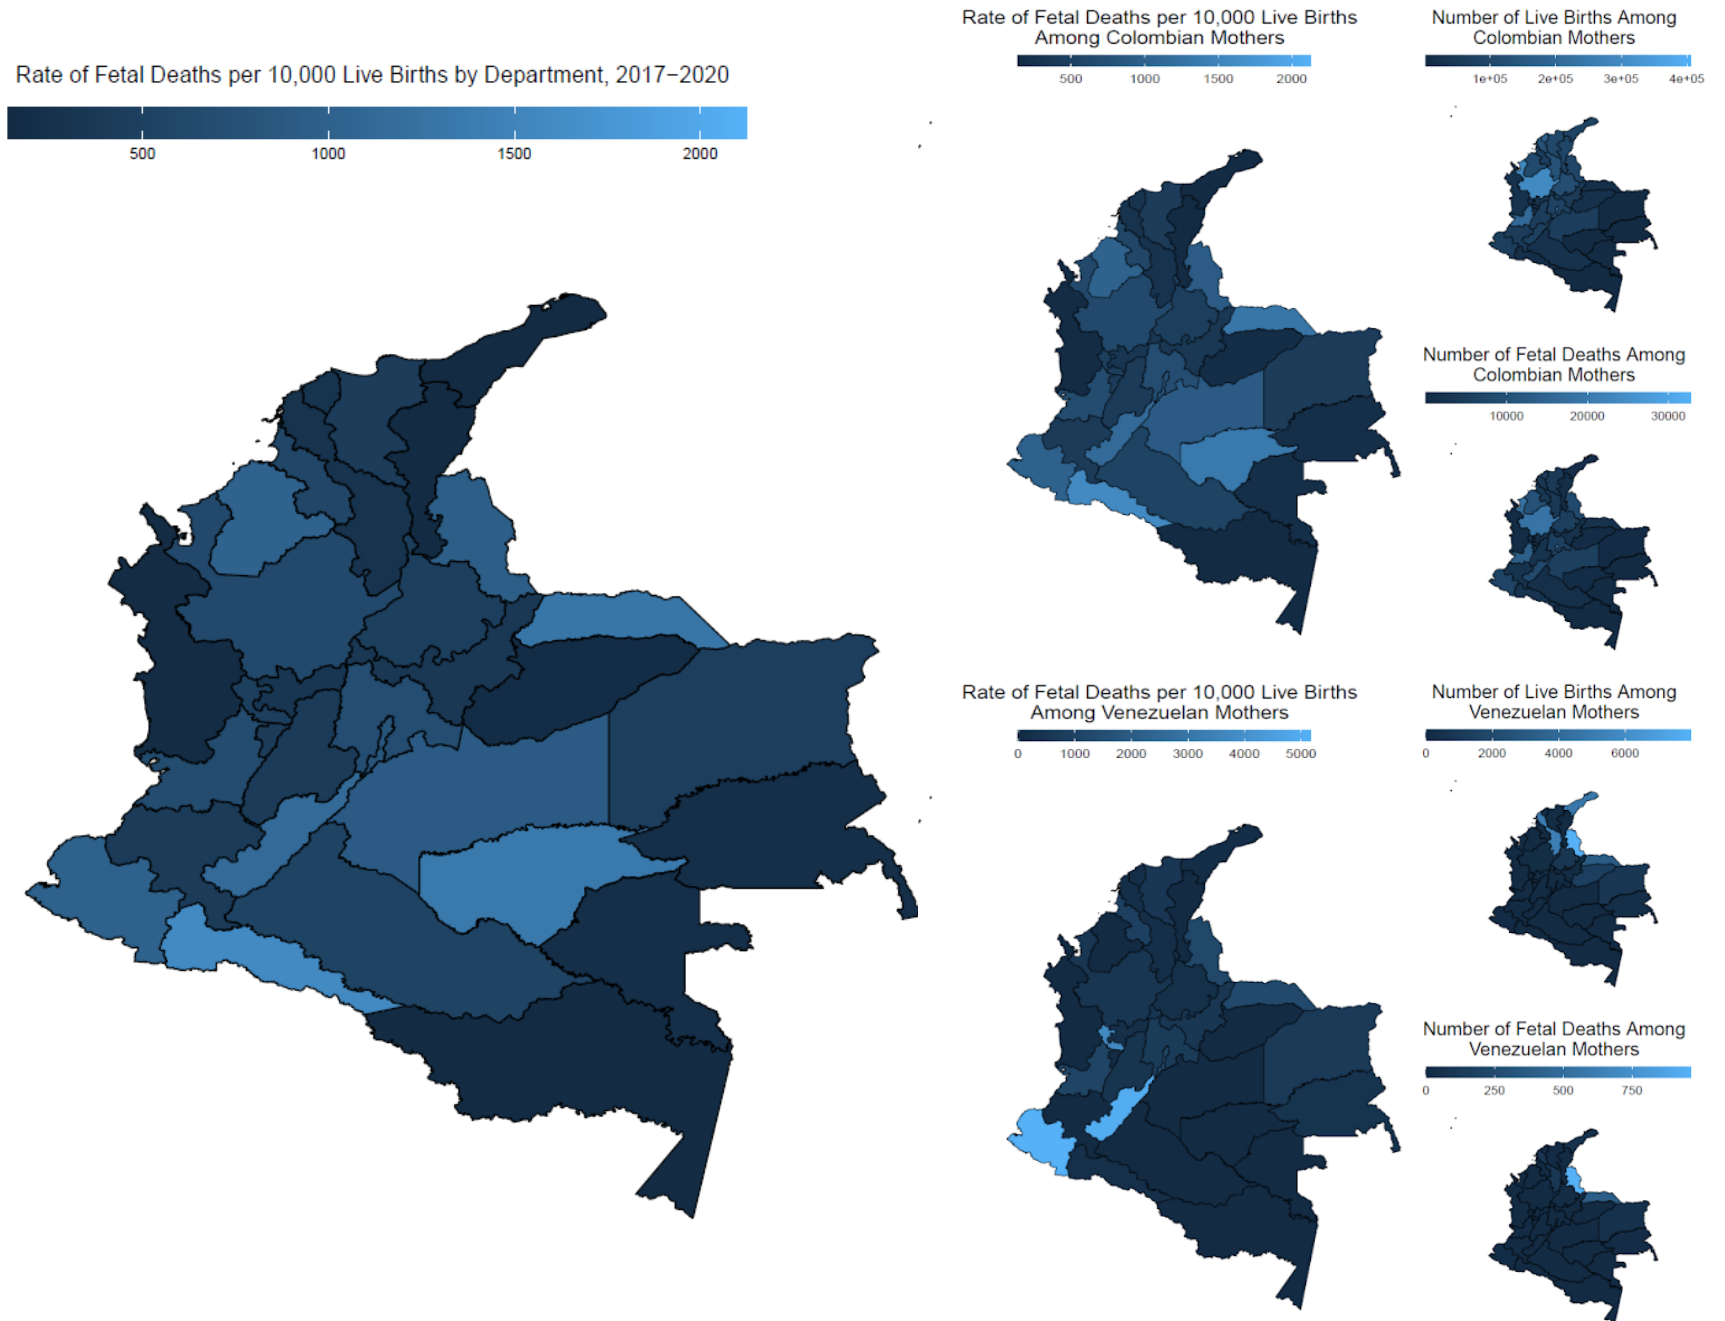 Rate of Fetal Deaths per 10,000 Live Births by Department, 2017−2020
500 1000 1500 2000
Rate of Fetal Deaths per 10,000 Live Births
Among Colombian Mothers
500 1000 1500 2000
Number of Live Births Among
Colombian Mothers
1e+05 2e+05 3e+05 4e+05
Number of Fetal Deaths Among
Colombian Mothers
10000 20000 30000
Rate of Fetal Deaths per 10,000 Live Births
Among Venezuelan Mothers
0 1000 2000 3000 4000 5000
Number of Live Births Among
Venezuelan Mothers
0 2000 4000 6000
Number of Fetal Deaths Among
Venezuelan Mothers
0 250 500 750